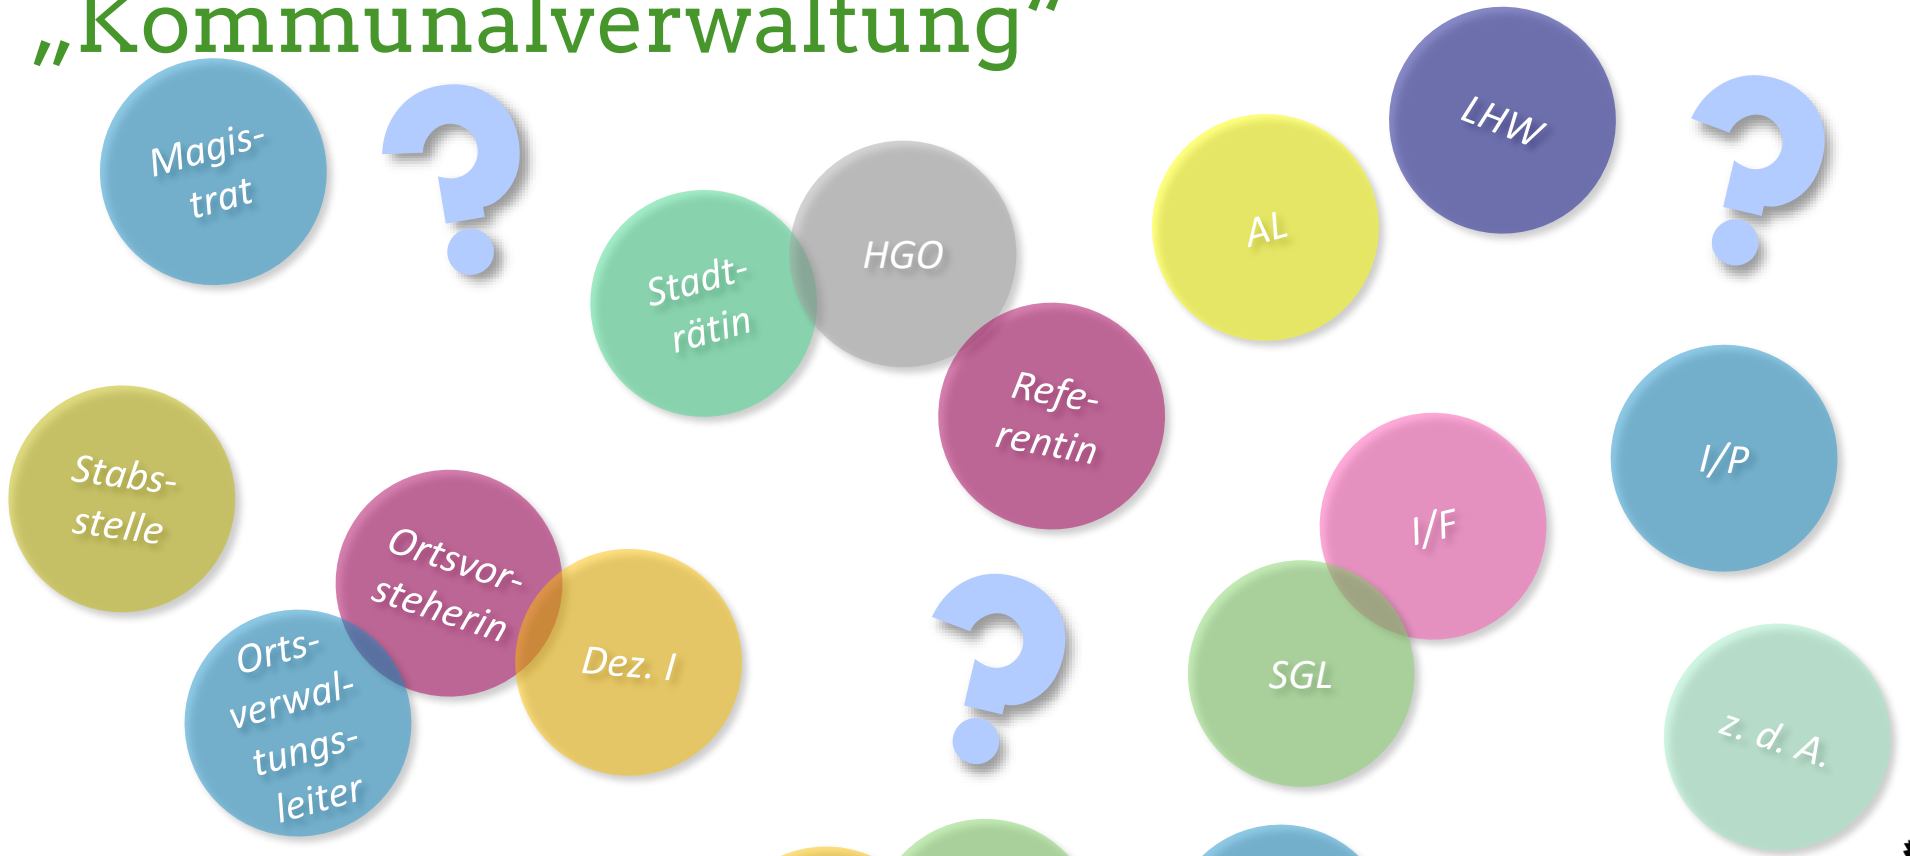 „Kommunalverwaltung“
Magis-
trat
LHW
AL
HGO
Stadt-
rätin
Refe-
rentin
I/P
Stabs-
stelle
I/F
Ortsvor-
steherin
Dez. I
SGL
Orts-
verwal-
tungs-
leiter
z. d. A.
?
?
?